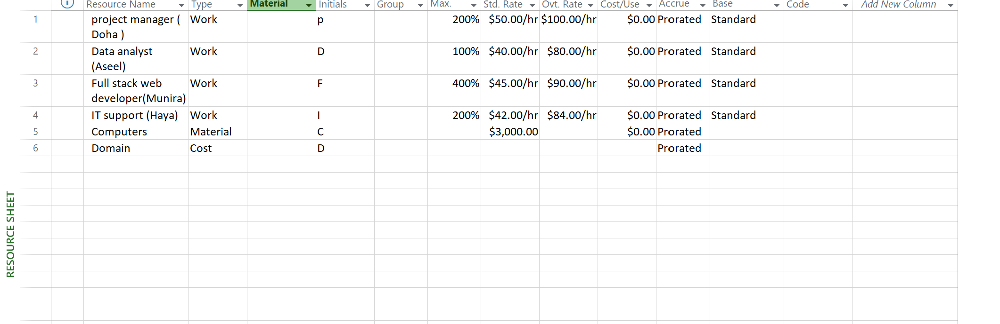 Resource Name Type Material Initials Group Max. Std. Rate Ovt. Rate Cost/Use Accrue Base Code Add New Column
1 project manager ( Work p 200% $50.00/hr $100.00/hr $0.00 Prorated Standard
Doha )
2 Data analyst Work D 100% $40.00/hr $80.00/hr $0.00 Prorated Standard
(Aseel)
3 Full stack web Work F 400% $45.00/hr $90.00/hr $0.00 Prorated Standard
developer(Munira)
4 IT support (Haya) Work I 200% $42.00/hr $84.00/hr $0.00 Prorated Standard
5 Computers Material C $3,000.00 $0.00 Prorated
6 Domain Cost D Prorated
RESOURCE SHEET